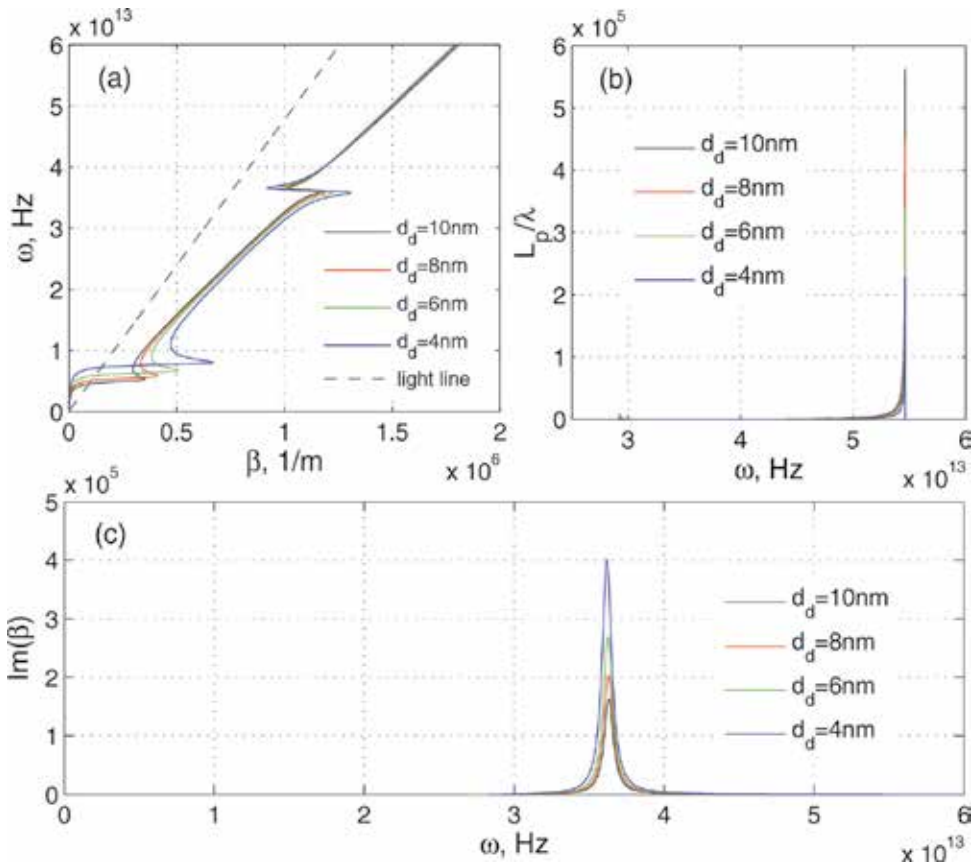 x 10^13
(a)
6
5
4
3
2
1
0
ω, Hz
d_d=10nm
d_d=8nm
d_d=6nm
d_d=4nm
light line
0 0.5 1 1.5 2
β, 1/m
x 10^6
x 10^5
(b)
6
5
4
3
2
1
0
L_p/λ
d_d=10nm
d_d=8nm
d_d=6nm
d_d=4nm
3 4 5 6
ω, Hz
x 10^13
x 10^5
(c)
5
4
3
2
1
0
Im(β)
d_d=10nm
d_d=8nm
d_d=6nm
d_d=4nm
0 1 2 3 4 5 6
ω, Hz
x 10^13